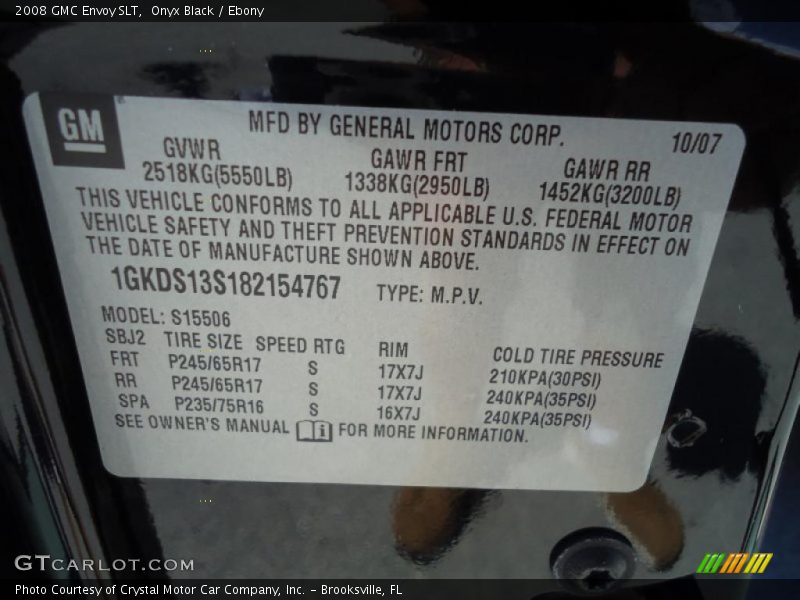 2008 GMC Envoy SLT, Onyx Black / Ebony
GM
MFD BY GENERAL MOTORS CORP. 10/07
GVWR GAWR FRT GAWR RR
2518KG(5550LB) 1338KG(2950LB) 1452KG(3200LB)
THIS VEHICLE CONFORMS TO ALL APPLICABLE U.S. FEDERAL MOTOR
VEHICLE SAFETY AND THEFT PREVENTION STANDARDS IN EFFECT ON
THE DATE OF MANUFACTURE SHOWN ABOVE.
1GKDS13S182154767 TYPE: M.P.V.
MODEL: S15506
SBJ2 TIRE SIZE SPEED RTG RIM COLD TIRE PRESSURE
FRT P245/65R17 S 17X7J 210KPA(30PSI)
RR P245/65R17 S 17X7J 240KPA(35PSI)
SPA P235/75R16 S 16X7J 240KPA(35PSI)
SEE OWNER'S MANUAL FOR MORE INFORMATION.
GTCARLOT.COM
Photo Courtesy of Crystal Motor Car Company, Inc. - Brooksville, FL